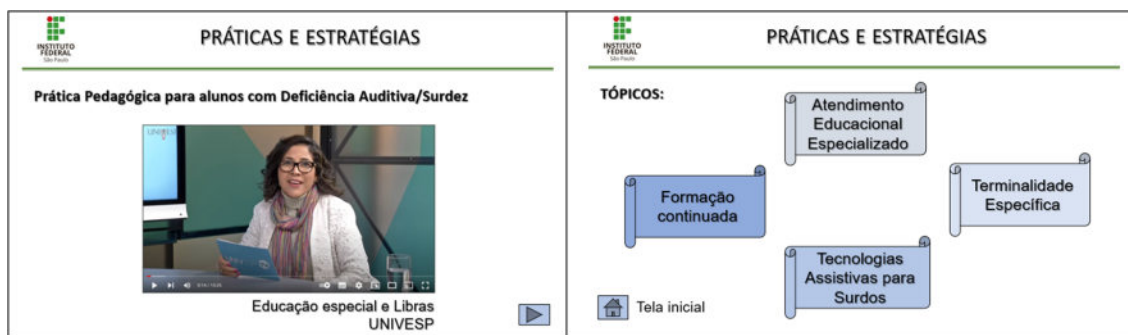 INSTITUTO
FEDERAL
São Paulo
PRÁTICAS E ESTRATÉGIAS
Prática Pedagógica para alunos com Deficiência Auditiva/Surdez
Educação especial e Libras
UNIVESP
INSTITUTO
FEDERAL
São Paulo
PRÁTICAS E ESTRATÉGIAS
TÓPICOS:
Atendimento
Educacional
Especializado
Formação
continuada
Terminalidade
Específica
Tecnologias
Assistivas para
Surdos
Tela inicial